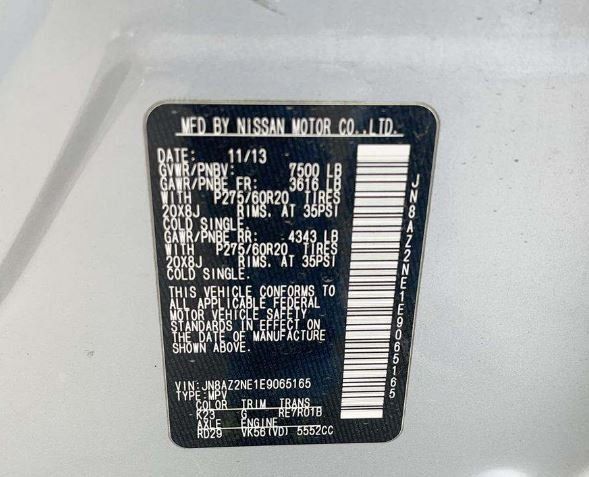 MFD BY NISSAN MOTOR CO.,LTD.
DATE: 11/13
GVWR/PNBV: 7500 LB
GAWR/PNBE FR: 3616 LB
WITH P275/60R20 TIRES
20X8J RIMS, AT 35PSI
COLD SINGLE.
GAWR/PNBE RR: 4343 LB
WITH P275/60R20 TIRES
20X8J RIMS, AT 35PSI
COLD SINGLE.
THIS VEHICLE CONFORMS TO
ALL APPLICABLE FEDERAL
MOTOR VEHICLE SAFETY
STANDARDS IN EFFECT ON
THE DATE OF MANUFACTURE
SHOWN ABOVE.
VIN:JN8AZ2NE1E9065165
TYPE:MPV
COLOR TRIM TRANS
K23 G RE7R01B
AXLE ENGINE
RD29 VK56(VD) 5552CC
JN8AZ2NE1E9065165